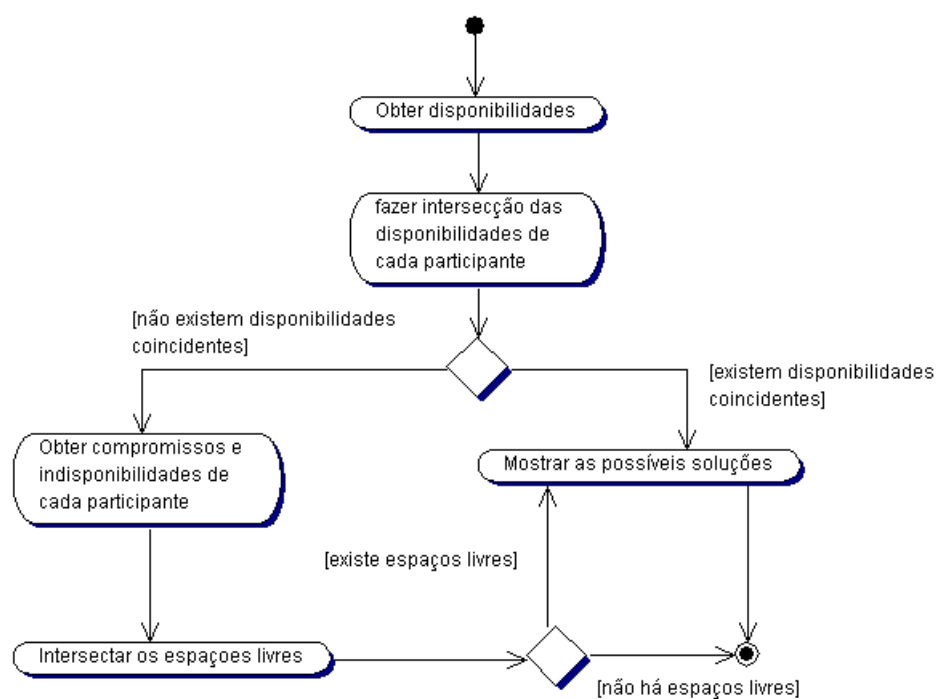 Obter disponibilidades
fazer intersecção das
disponibilidades de
cada participante
[não existem disponibilidades
coincidentes]
[existem disponibilidades
coincidentes]
Obter compromissos e
indisponibilidades de
cada participante
Mostrar as possíveis soluções
[existe espaços livres]
Intersectar os espaçoes livres
[não há espaços livres]